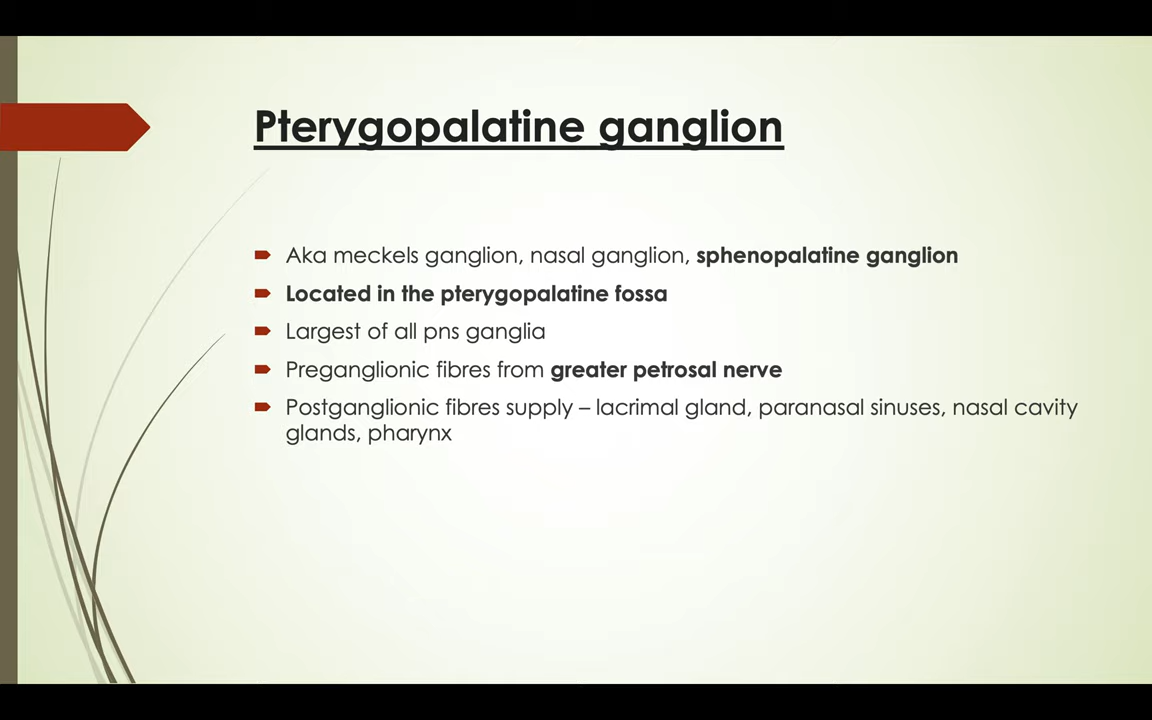 Pterygopalatine ganglion
Aka meckels ganglion, nasal ganglion, sphenopalatine ganglion
Located in the pterygopalatine fossa
Largest of all pns ganglia
Preganglionic fibres from greater petrosal nerve
Postganglionic fibres supply – lacrimal gland, paranasal sinuses, nasal cavity
glands, pharynx